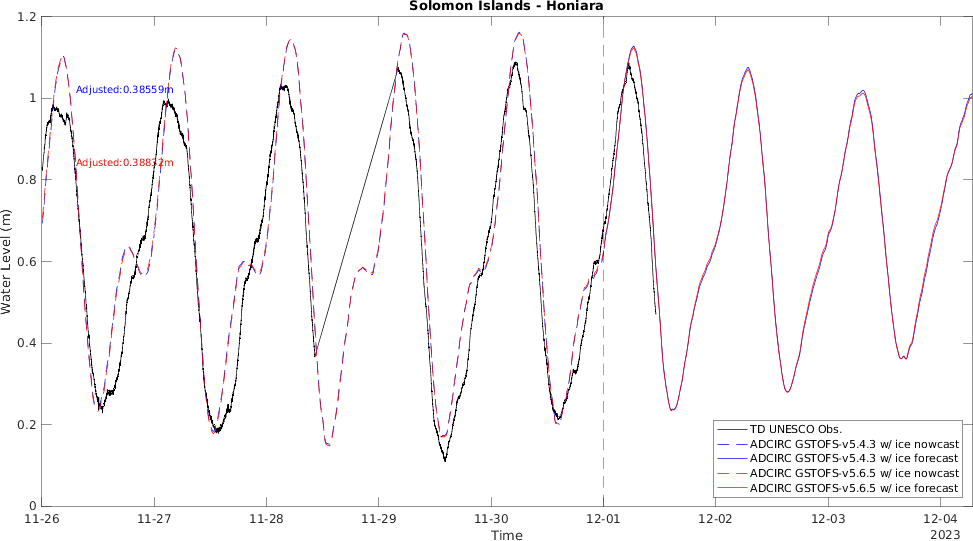 Solomon Islands - Honiara
1.2
1
0.8
0.6
0.4
0.2
0
Water Level (m)
Adjusted:0.38559m
Adjusted:0.38832m
TD UNESCO Obs.
ADCIRC GSTOFS-v5.4.3 w/ ice nowcast
ADCIRC GSTOFS-v5.4.3 w/ ice forecast
ADCIRC GSTOFS-v5.6.5 w/ ice nowcast
ADCIRC GSTOFS-v5.6.5 w/ ice forecast
11-26 11-27 11-28 11-29 11-30 12-01 12-02 12-03 12-04
Time
2023